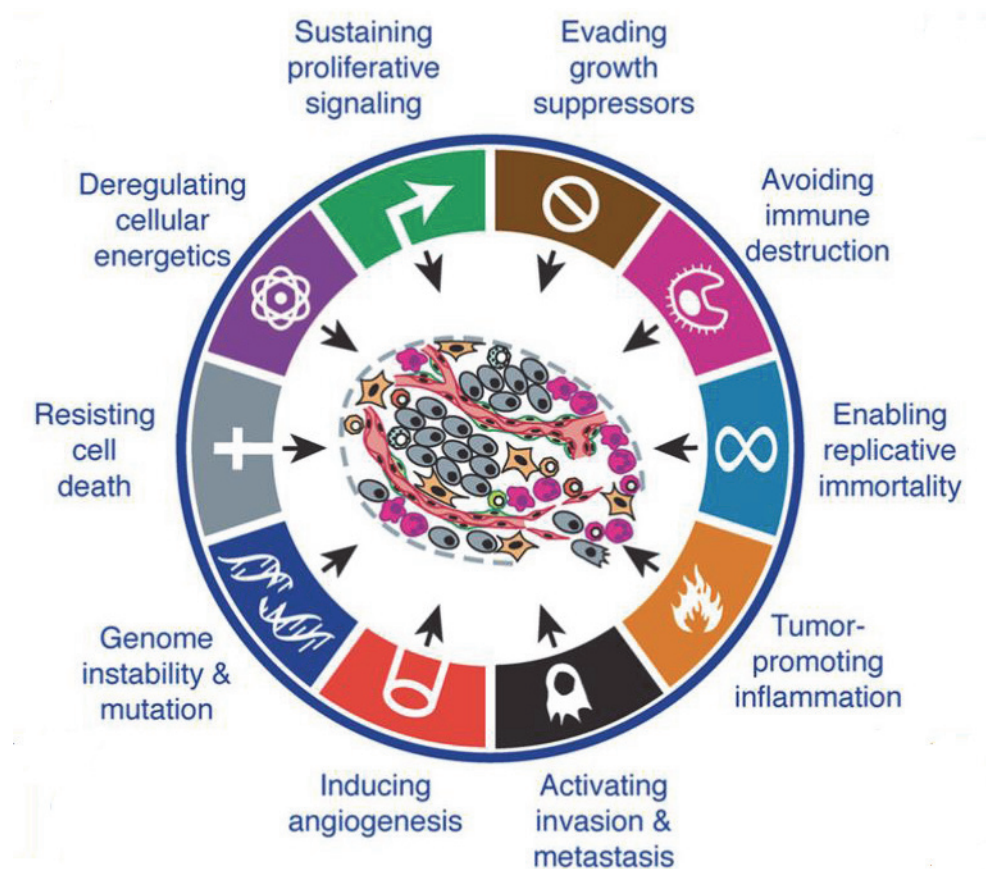 Sustaining
proliferative
signaling
Evading
growth
suppressors
Avoiding
immune
destruction
Enabling
replicative
immortality
Tumor-
promoting
inflammation
Activating
invasion &
metastasis
Inducing
angiogenesis
Genome
instability &
mutation
Resisting
cell
death
Deregulating
cellular
energetics